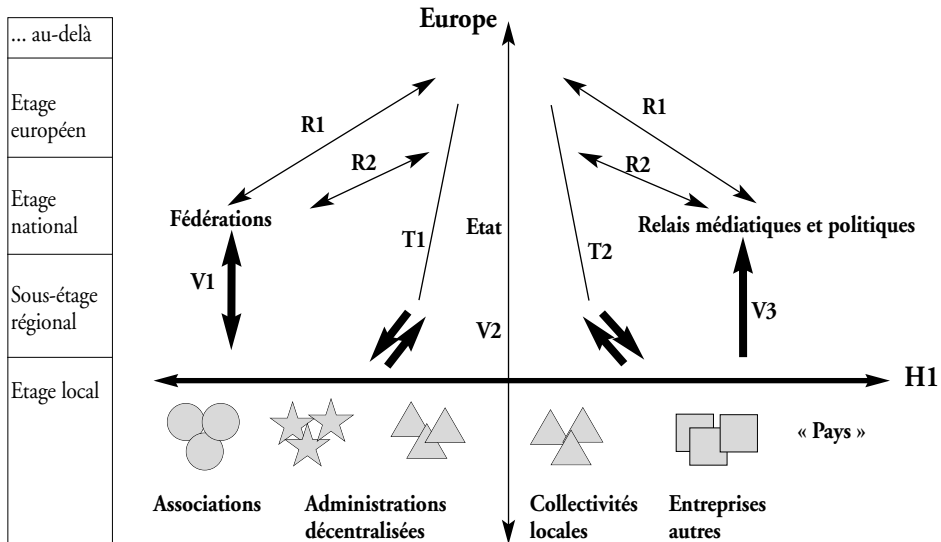 Europe
... au-delà
Etage
européen
R1
R1
R2
R2
Etage
national
Fédérations
Etat
Relais médiatiques et politiques
T1
T2
V1
V3
Sous-étage
régional
V2
Etage local
H1
« Pays »
Associations
Administrations
décentralisées
Collectivités
locales
Entreprises
autres